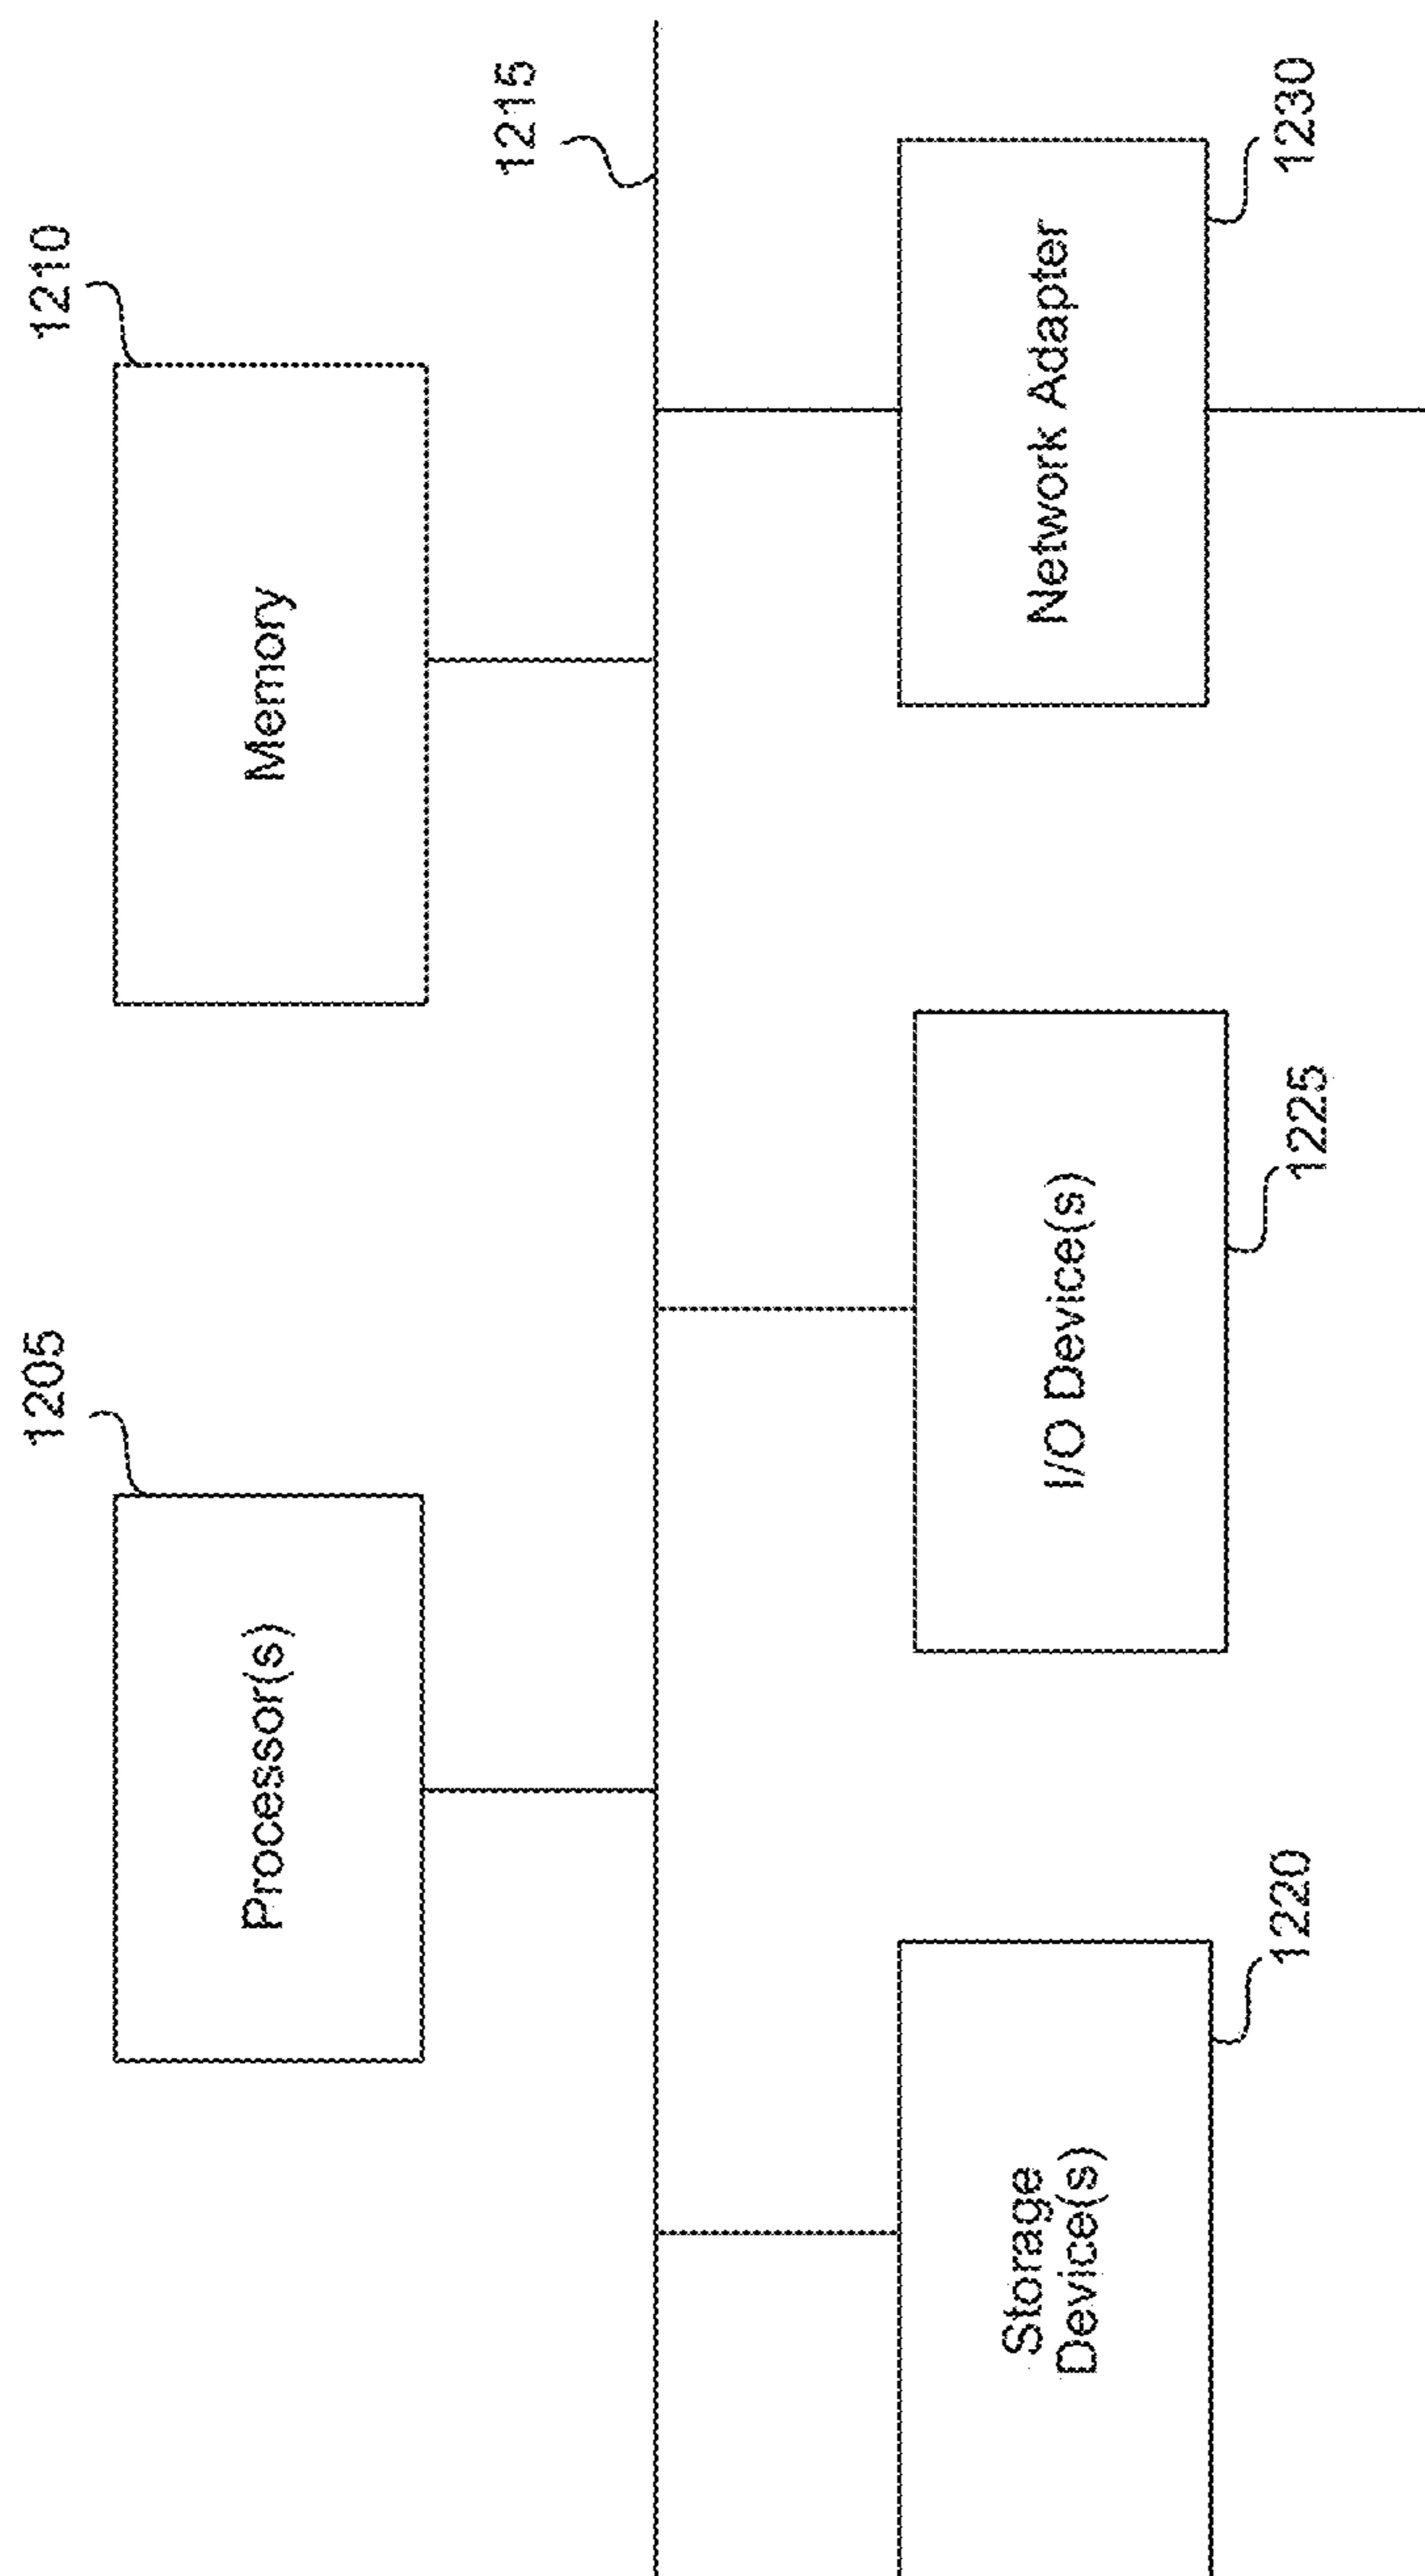 1205
1210
Processor(s)
Memory
1215
Storage
Device(s)
I/O Device(s)
Network Adapter
1220
1225
1230